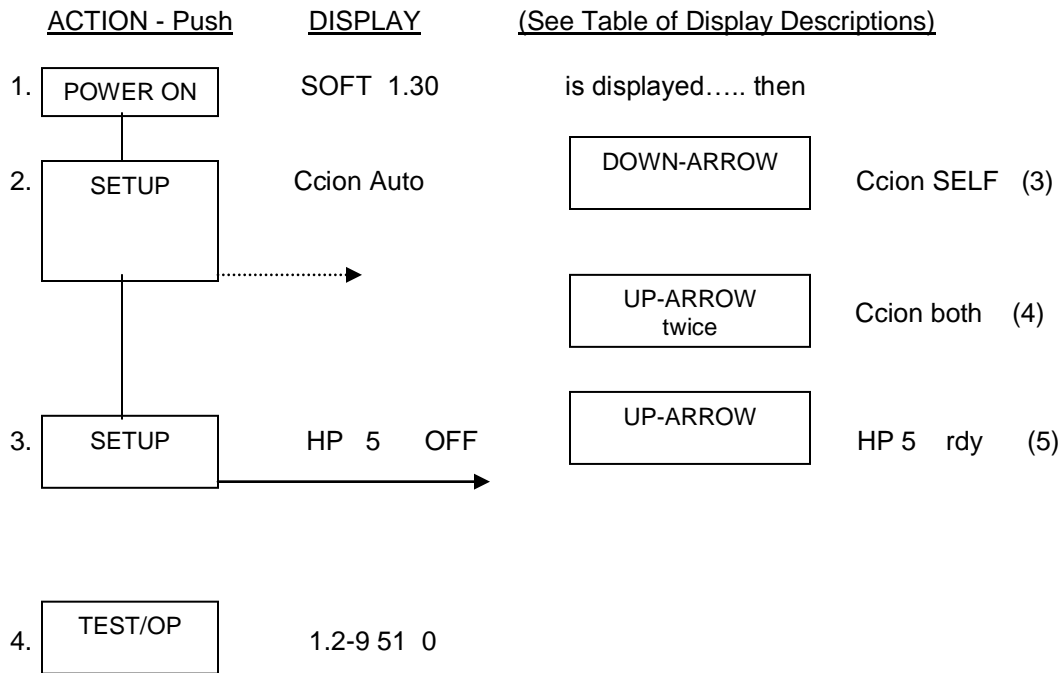 ACTION - Push DISPLAY (See Table of Display Descriptions)
1. POWER ON SOFT 1.30 is displayed….. then
2. SETUP Ccion Auto DOWN-ARROW Ccion SELF (3)
UP-ARROW
twice Ccion both (4)
3. SETUP HP 5 OFF UP-ARROW HP 5 rdy (5)
4. TEST/OP 1.2-9 51 0